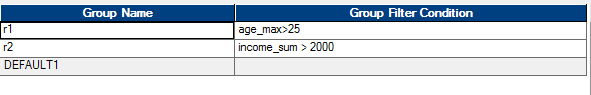 Group Name Group Filter Condition
r1 age_max>25
r2 income_sum > 2000
DEFAULT1